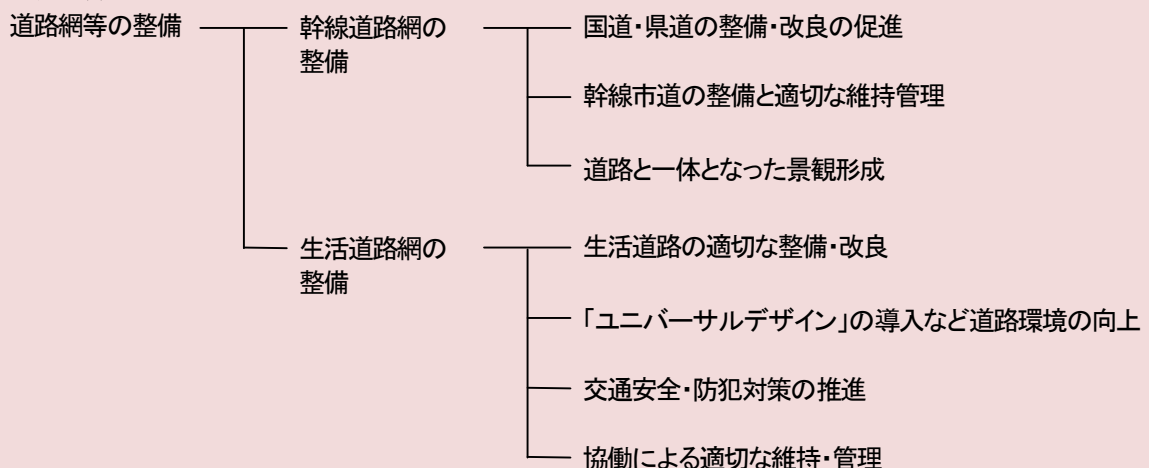 道路網等の整備
幹線道路網の
整備
国道・県道の整備・改良の促進
幹線市道の整備と適切な維持管理
道路と一体となった景観形成
生活道路網の
整備
生活道路の適切な整備・改良
「ユニバーサルデザイン」の導入など道路環境の向上
交通安全・防犯対策の推進
協働による適切な維持・管理